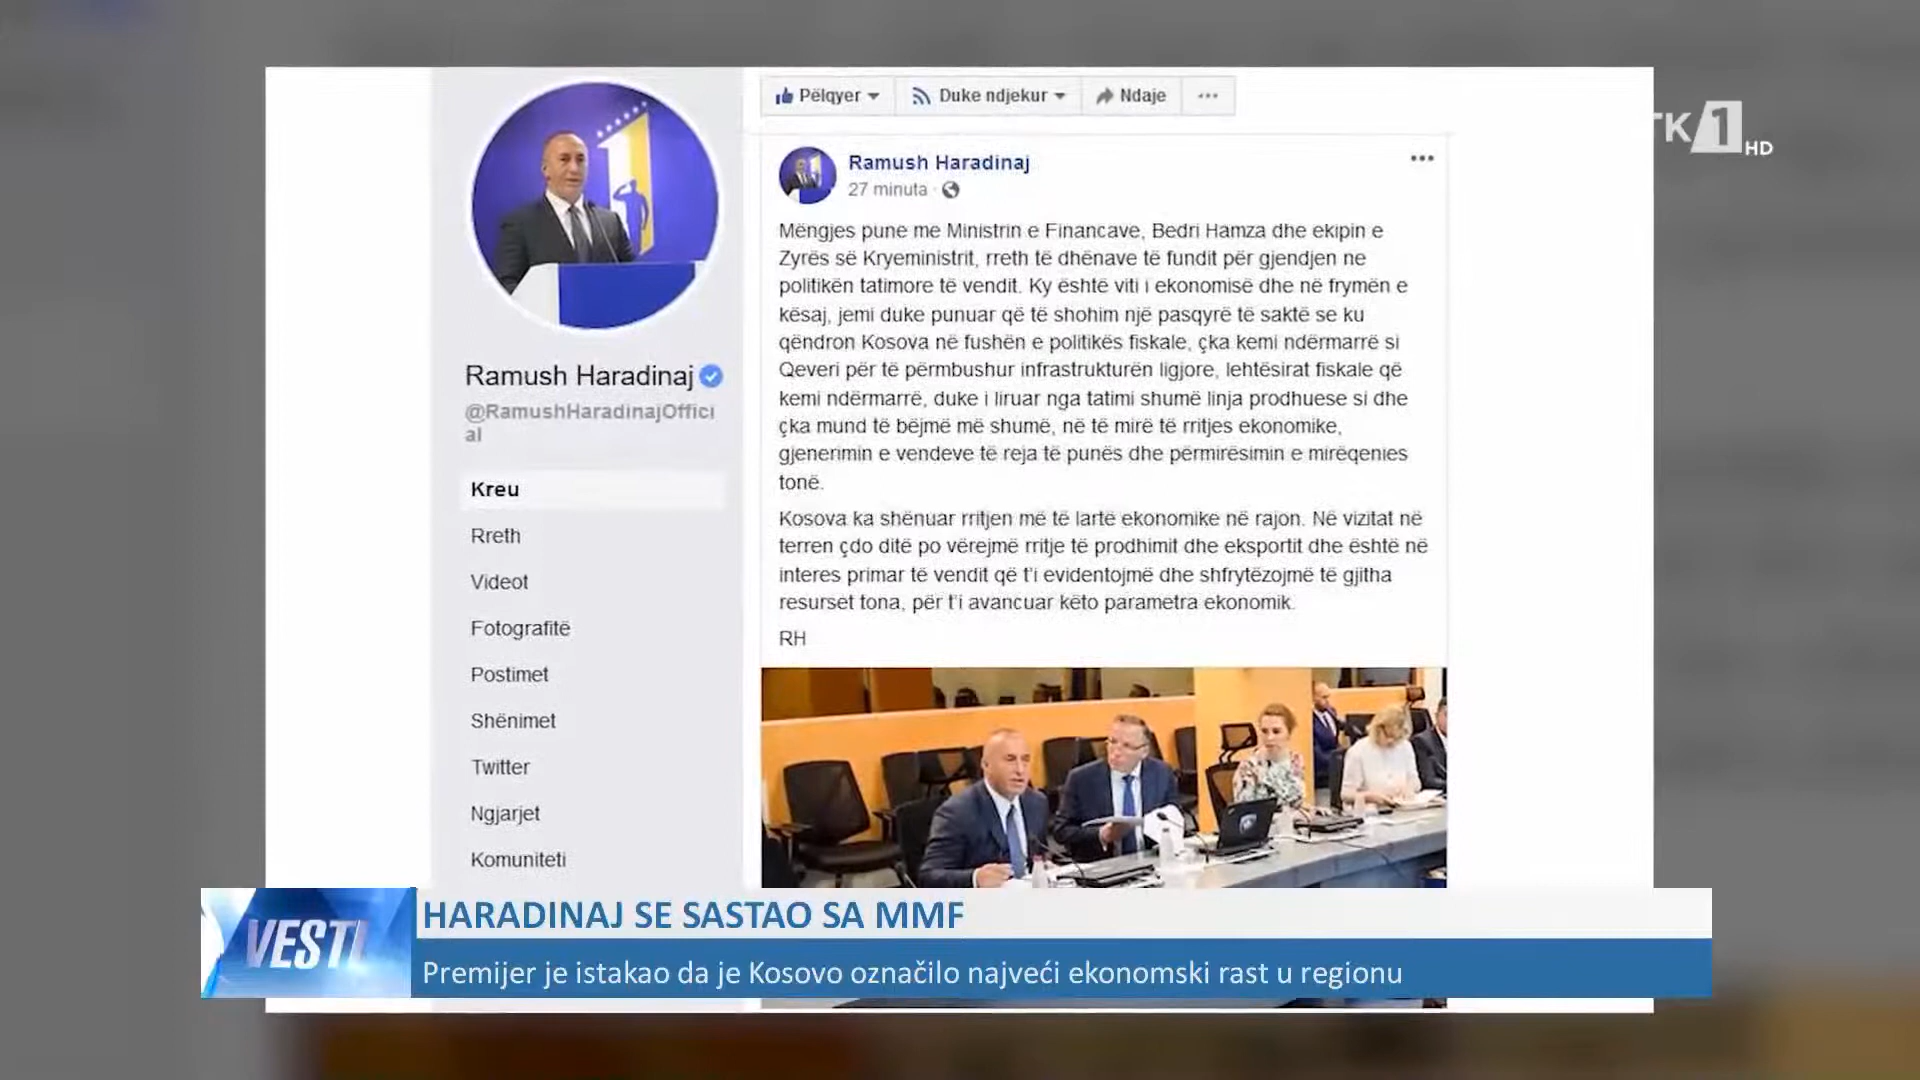 Pëlqyer
Duke ndjekur
Ndaje
TK1 HD
Ramush Haradinaj
27 minuta
Mëngjes pune me Ministrin e Financave, Bedri Hamza dhe ekipin e
Zyrës së Kryeministrit, rreth të dhënave të fundit për gjendjen ne
politikën tatimore të vendit. Ky është viti i ekonomisë dhe në frymën e
kësaj, jemi duke punuar që të shohim një pasqyrë të saktë se ku
qëndron Kosova në fushën e politikës fiskale, çka kemi ndërmarrë si
Qeveri për të përmbushur infrastrukturën ligjore, lehtësirat fiskale që
kemi ndërmarrë, duke i liruar nga tatimi shumë linja prodhuese si dhe
çka mund të bëjmë më shumë, në të mirë të rritjes ekonomike,
gjenerimin e vendeve të reja të punës dhe përmirësimin e mirëqenies
tonë.
Kosova ka shënuar rritjen më të lartë ekonomike në rajon. Në vizitat në
terren çdo ditë po vërejmë rritje të prodhimit dhe eksportit dhe është në
interes primar të vendit që t'i evidentojmë dhe shfrytëzojmë të gjitha
resurset tona, për t'i avancuar këto parametra ekonomik.
RH
Ramush Haradinaj
@RamushHaradinajOffici
al
Kreu
Rreth
Videot
Fotografitë
Postimet
Shënimet
Twitter
Ngjarjet
Komuniteti
VESTI
HARADINAJ SE SASTAO SA MMF
Premijer je istakao da je Kosovo označilo najveći ekonomski rast u regionu